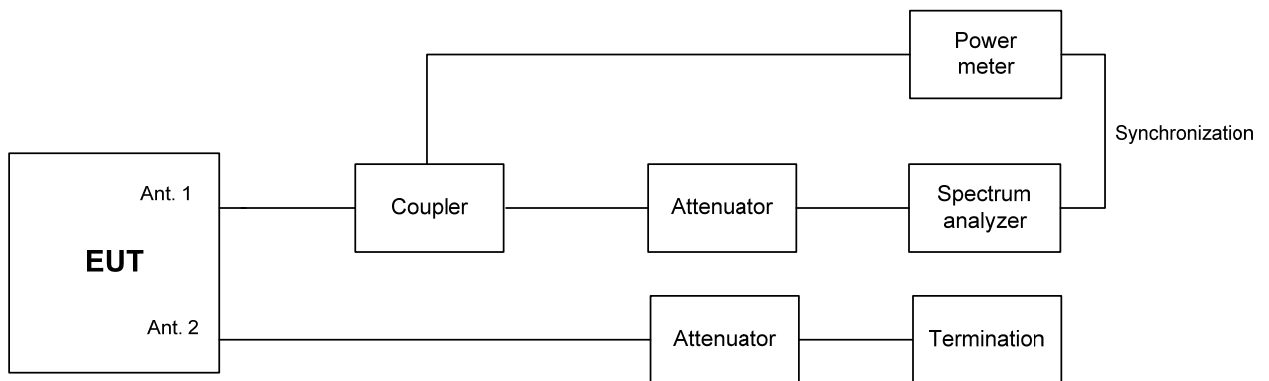 Power
meter
Synchronization
Ant. 1
Coupler
Attenuator
Spectrum
analyzer
EUT
Ant. 2
Attenuator
Termination